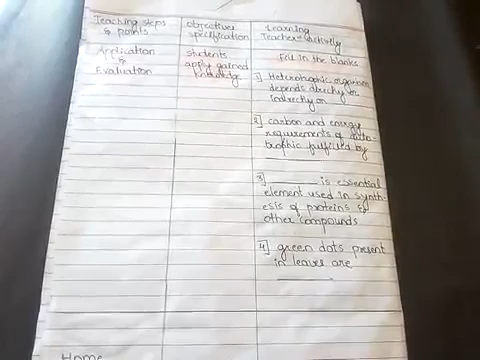 Teaching steps
& points
Objectives
specification
Learning
Teacher Activity
Application
&
Evaluation
students
apply gained
knowledge
Fill in the blanks
1] Heterotrophic organism
depends directly or
indirectly on
2] carbon and energy
requirements of auto-
trophic fulfilled by
3] ______ is essential
element used in synth-
esis of proteins &
other compounds
4] green dots present
in leaves are
______
Home